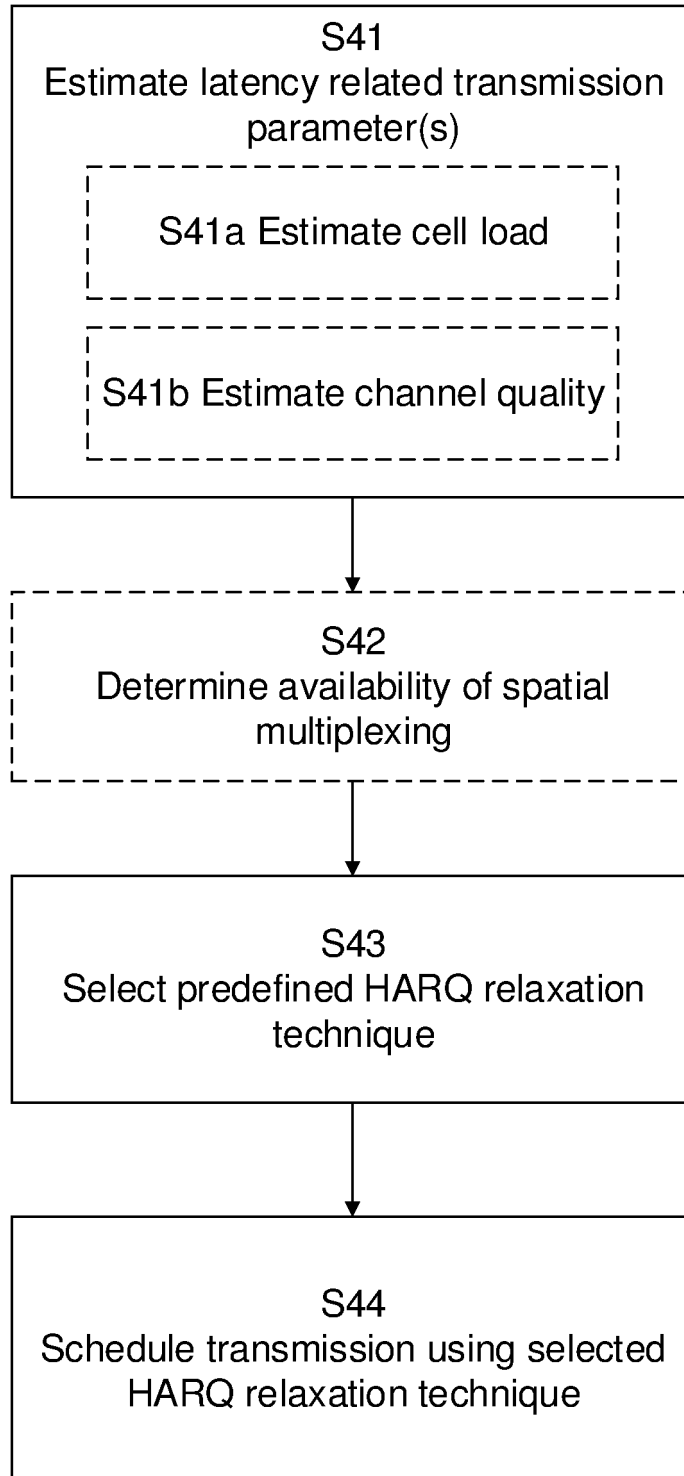 S41
Estimate latency related transmission
parameter(s)
S41a Estimate cell load
S41b Estimate channel quality
S42
Determine availability of spatial
multiplexing
S43
Select predefined HARQ relaxation
technique
S44
Schedule transmission using selected
HARQ relaxation technique